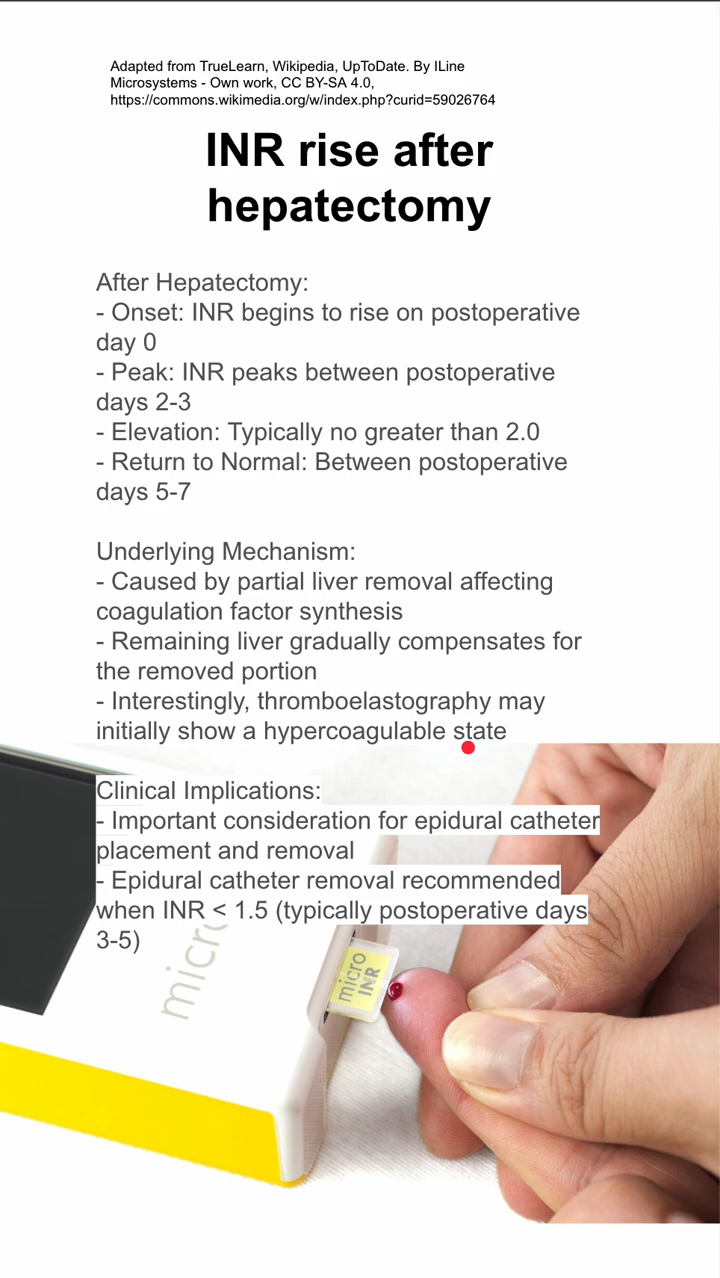 Adapted from TrueLearn, Wikipedia, UpToDate. By ILine
Microsystems - Own work, CC BY-SA 4.0,
https://commons.wikimedia.org/w/index.php?curid=59026764
INR rise after
hepatectomy
After Hepatectomy:
- Onset: INR begins to rise on postoperative
day 0
- Peak: INR peaks between postoperative
days 2-3
- Elevation: Typically no greater than 2.0
- Return to Normal: Between postoperative
days 5-7
Underlying Mechanism:
- Caused by partial liver removal affecting
coagulation factor synthesis
- Remaining liver gradually compensates for
the removed portion
- Interestingly, thromboelastography may
initially show a hypercoagulable state
Clinical Implications:
- Important consideration for epidural catheter
placement and removal
- Epidural catheter removal recommended
when INR < 1.5 (typically postoperative days
3-5)
micro
micro
INR